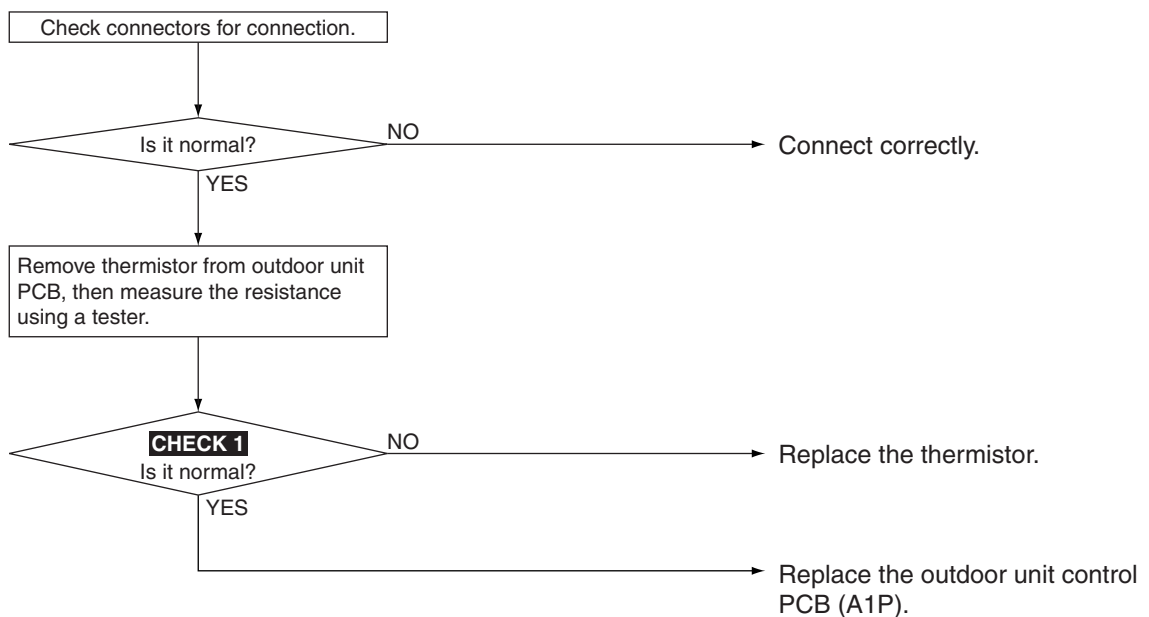 Check connectors for connection.
Is it normal?
NO
Connect correctly.
YES
Remove thermistor from outdoor unit
PCB, then measure the resistance
using a tester.
CHECK 1
Is it normal?
NO
Replace the thermistor.
YES
Replace the outdoor unit control
PCB (A1P).